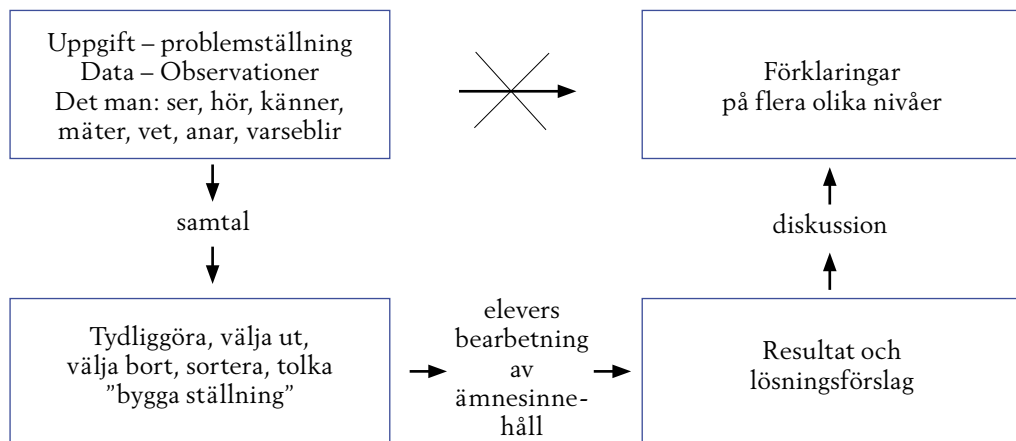 Uppgift – problemställning
Data – Observationer
Det man: ser, hör, känner,
mäter, vet, anar, varseblir
Förklaringar
på flera olika nivåer
samtal
diskussion
Tydliggöra, välja ut,
välja bort, sortera, tolka
”bygga ställning”
elevers
bearbetning
av
ämnesinne-
håll
Resultat och
lösningsförslag